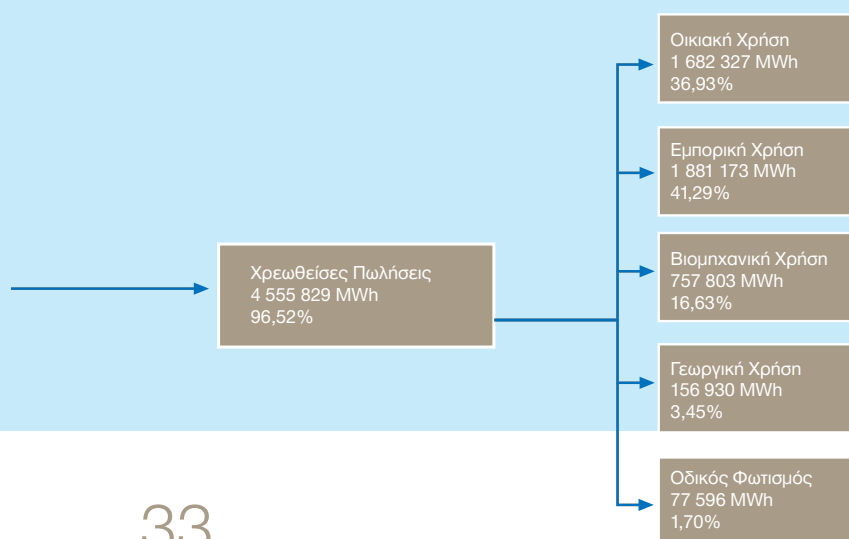 Οικιακή Χρήση
1 682 327 MWh
36,93%
Εμπορική Χρήση
1 881 173 MWh
41,29%
Βιομηχανική Χρήση
757 803 MWh
16,63%
Χρεωθείσες Πωλήσεις
4 555 829 MWh
96,52%
Γεωργική Χρήση
156 930 MWh
3,45%
Οδικός Φωτισμός
77 596 MWh
1,70%
33